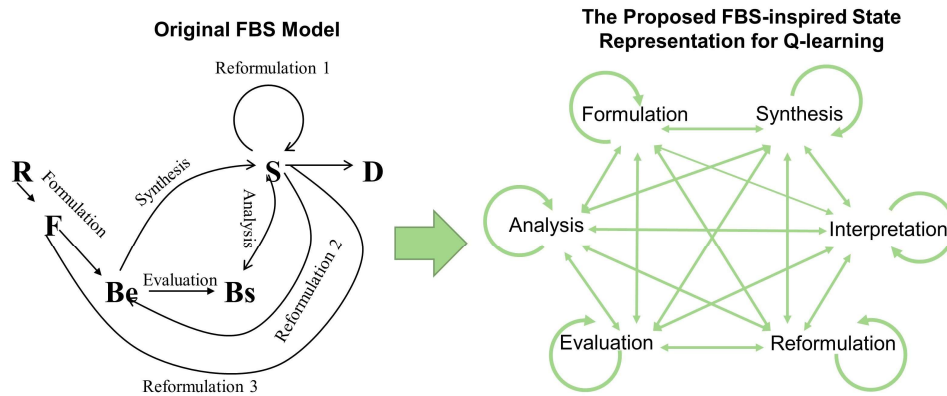 Original FBS Model
Reformulation 1
R
Formulation
F
Synthesis
S
D
Analysis
Be
Evaluation
Bs
Reformulation 2
Reformulation 3
The Proposed FBS-inspired State
Representation for Q-learning
Formulation
Synthesis
Analysis
Interpretation
Evaluation
Reformulation